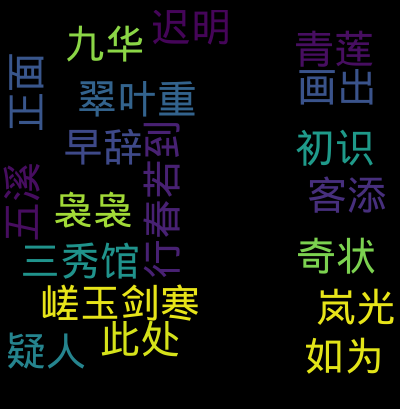 迟明
九华
青莲
正面
画出
翠叶重
早辞
初识
行春若到
五溪
客添
袅袅
三秀馆
奇状
嵯玉剑寒
岚光
此处
疑人
如为